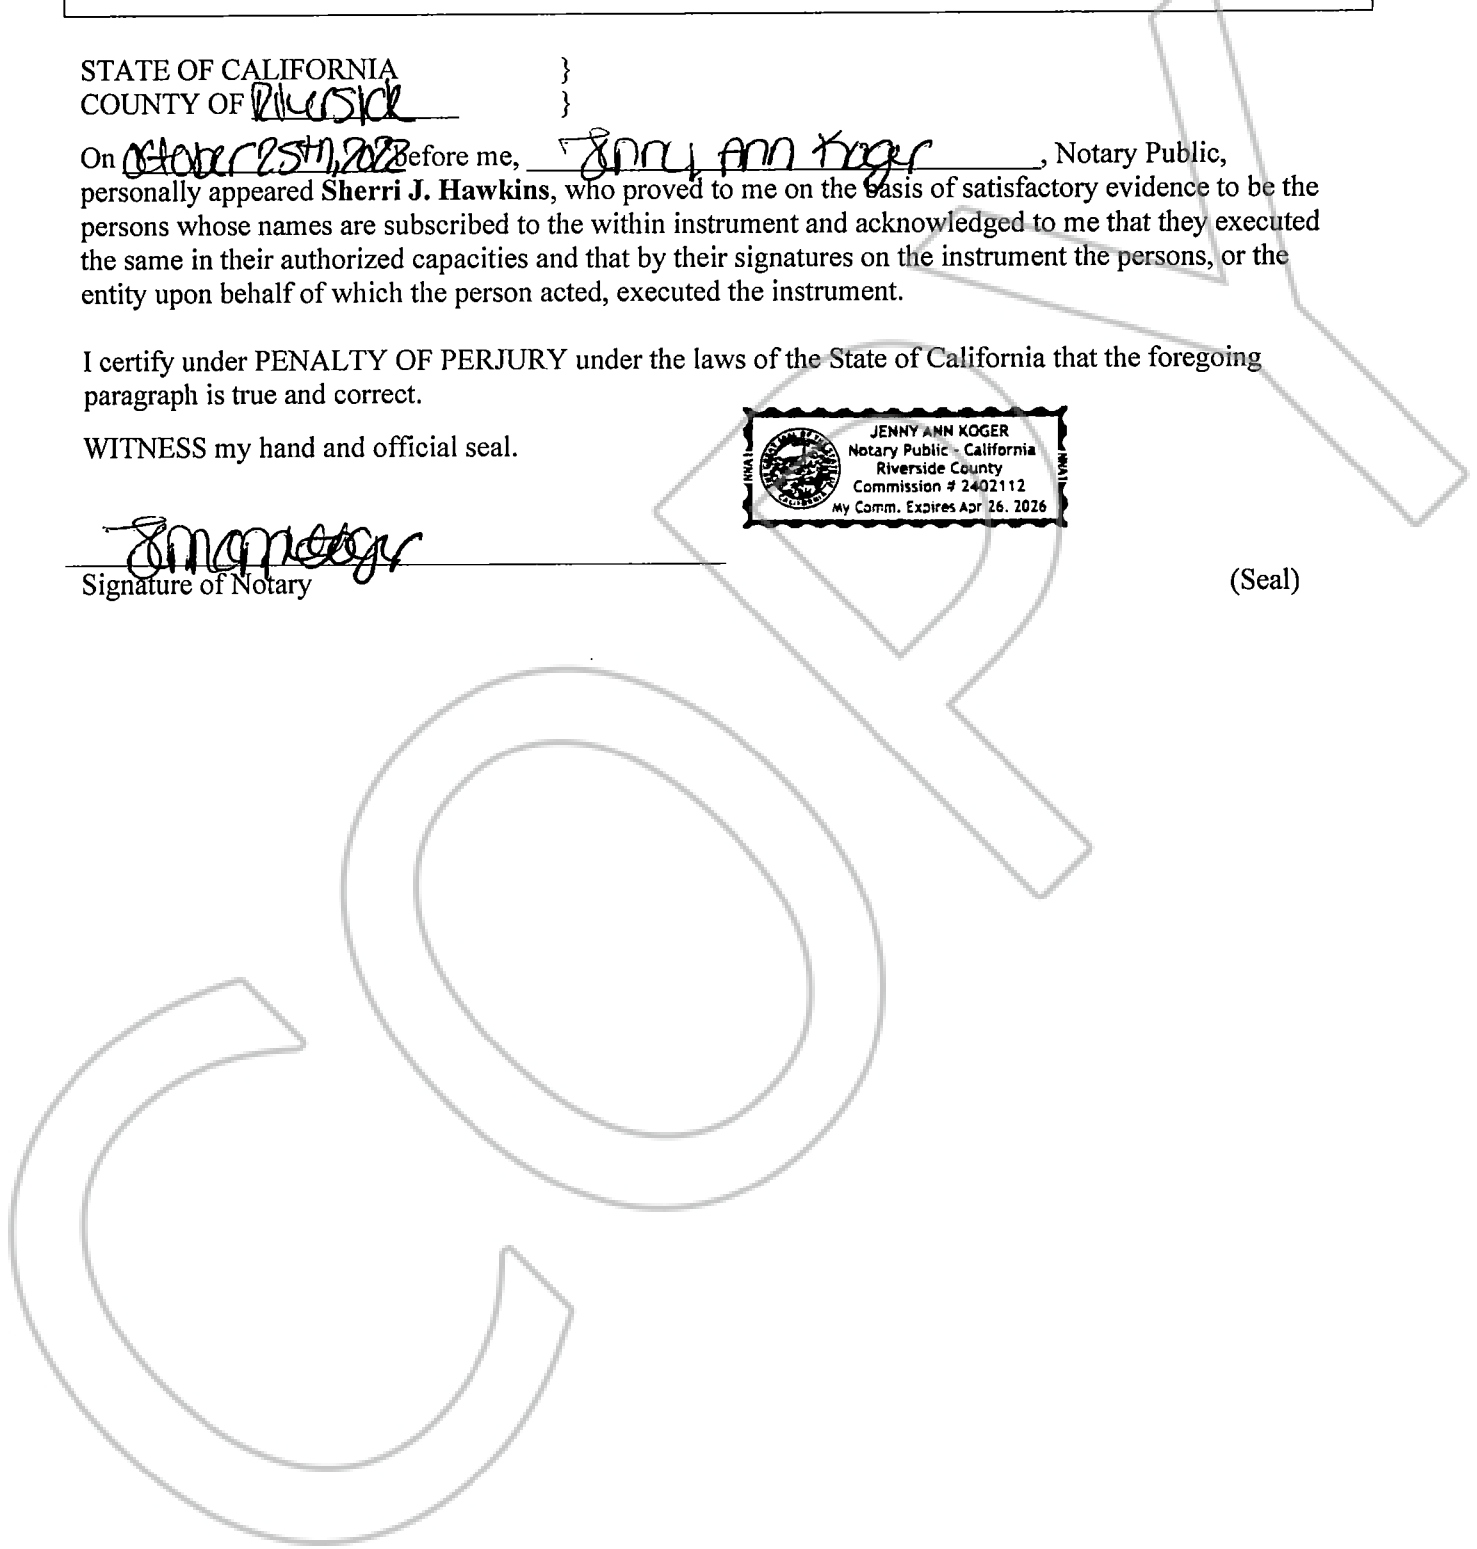 STATE OF CALIFORNIA }
COUNTY OF Riverside }
On October 25th, 2023 before me, Jenny Ann Koger, Notary Public,
personally appeared Sherri J. Hawkins, who proved to me on the basis of satisfactory evidence to be the
persons whose names are subscribed to the within instrument and acknowledged to me that they executed
the same in their authorized capacities and that by their signatures on the instrument the persons, or the
entity upon behalf of which the person acted, executed the instrument.
I certify under PENALTY OF PERJURY under the laws of the State of California that the foregoing
paragraph is true and correct.
WITNESS my hand and official seal.
JENNY ANN KOGER
Notary Public - California
Riverside County
Commission # 2402112
My Comm. Expires Apr 26, 2026
Signature of Notary (Seal)
COPY